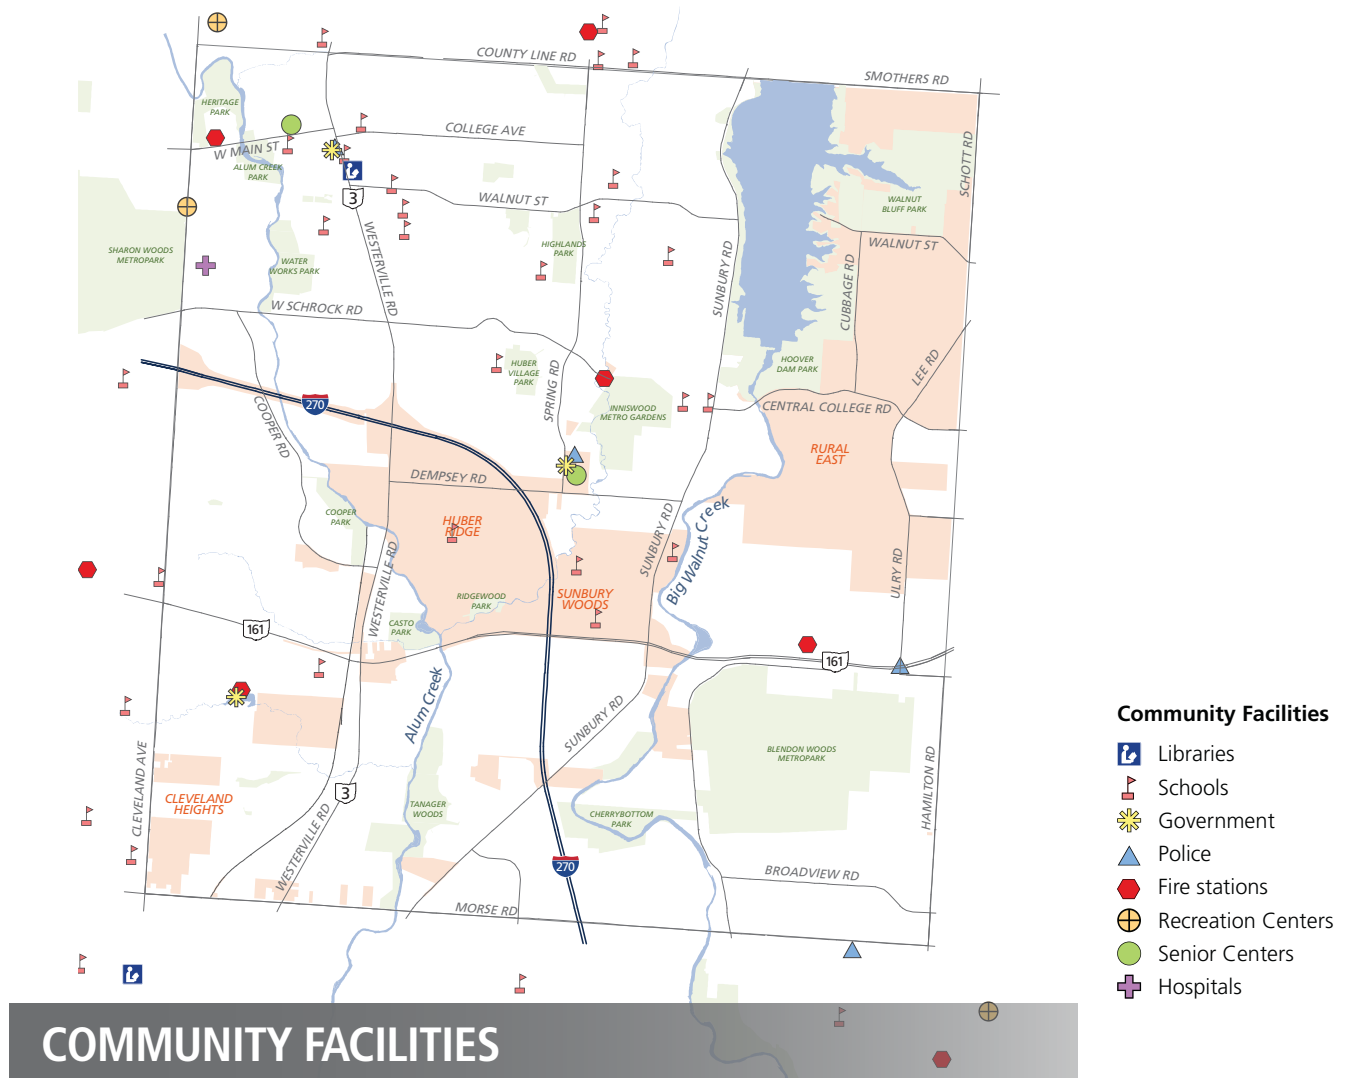 COUNTY LINE RD
SMOTHERS RD
HERITAGE
PARK
COLLEGE AVE
W MAIN ST
ALUM CREEK
PARK
SCHOTT RD
3
WALNUT ST
WALNUT
BLUFF PARK
SHARON WOODS
METROPARK
WATER
WORKS PARK
WESTERVILLE RD
HIGHLANDS
PARK
SUNBURY RD
WALNUT ST
CUBBAGE RD
W SCHROCK RD
HUBER
VILLAGE
PARK
SPRING RD
HOOVER
DAM PARK
LEE RD
270
COOPER RD
INNISWOOD
METRO GARDENS
CENTRAL COLLEGE RD
RURAL
EAST
DEMPSEY RD
COOPER
PARK
HUBER
RIDGE
SUNBURY RD
Big Walnut Creek
WESTERVILLE RD
RIDGEWOOD
PARK
SUNBURY
WOODS
ULRY RD
161
CASTO
PARK
161
Alum Creek
SUNBURY RD
BLENDON WOODS
METROPARK
CLEVELAND AVE
HAMILTON RD
CLEVELAND
HEIGHTS
3
WESTERVILLE RD
TANAGER
WOODS
CHERRYBOTTOM
PARK
270
BROADVIEW RD
MORSE RD
Community Facilities
Libraries
Schools
Government
Police
Fire stations
Recreation Centers
Senior Centers
Hospitals
COMMUNITY FACILITIES